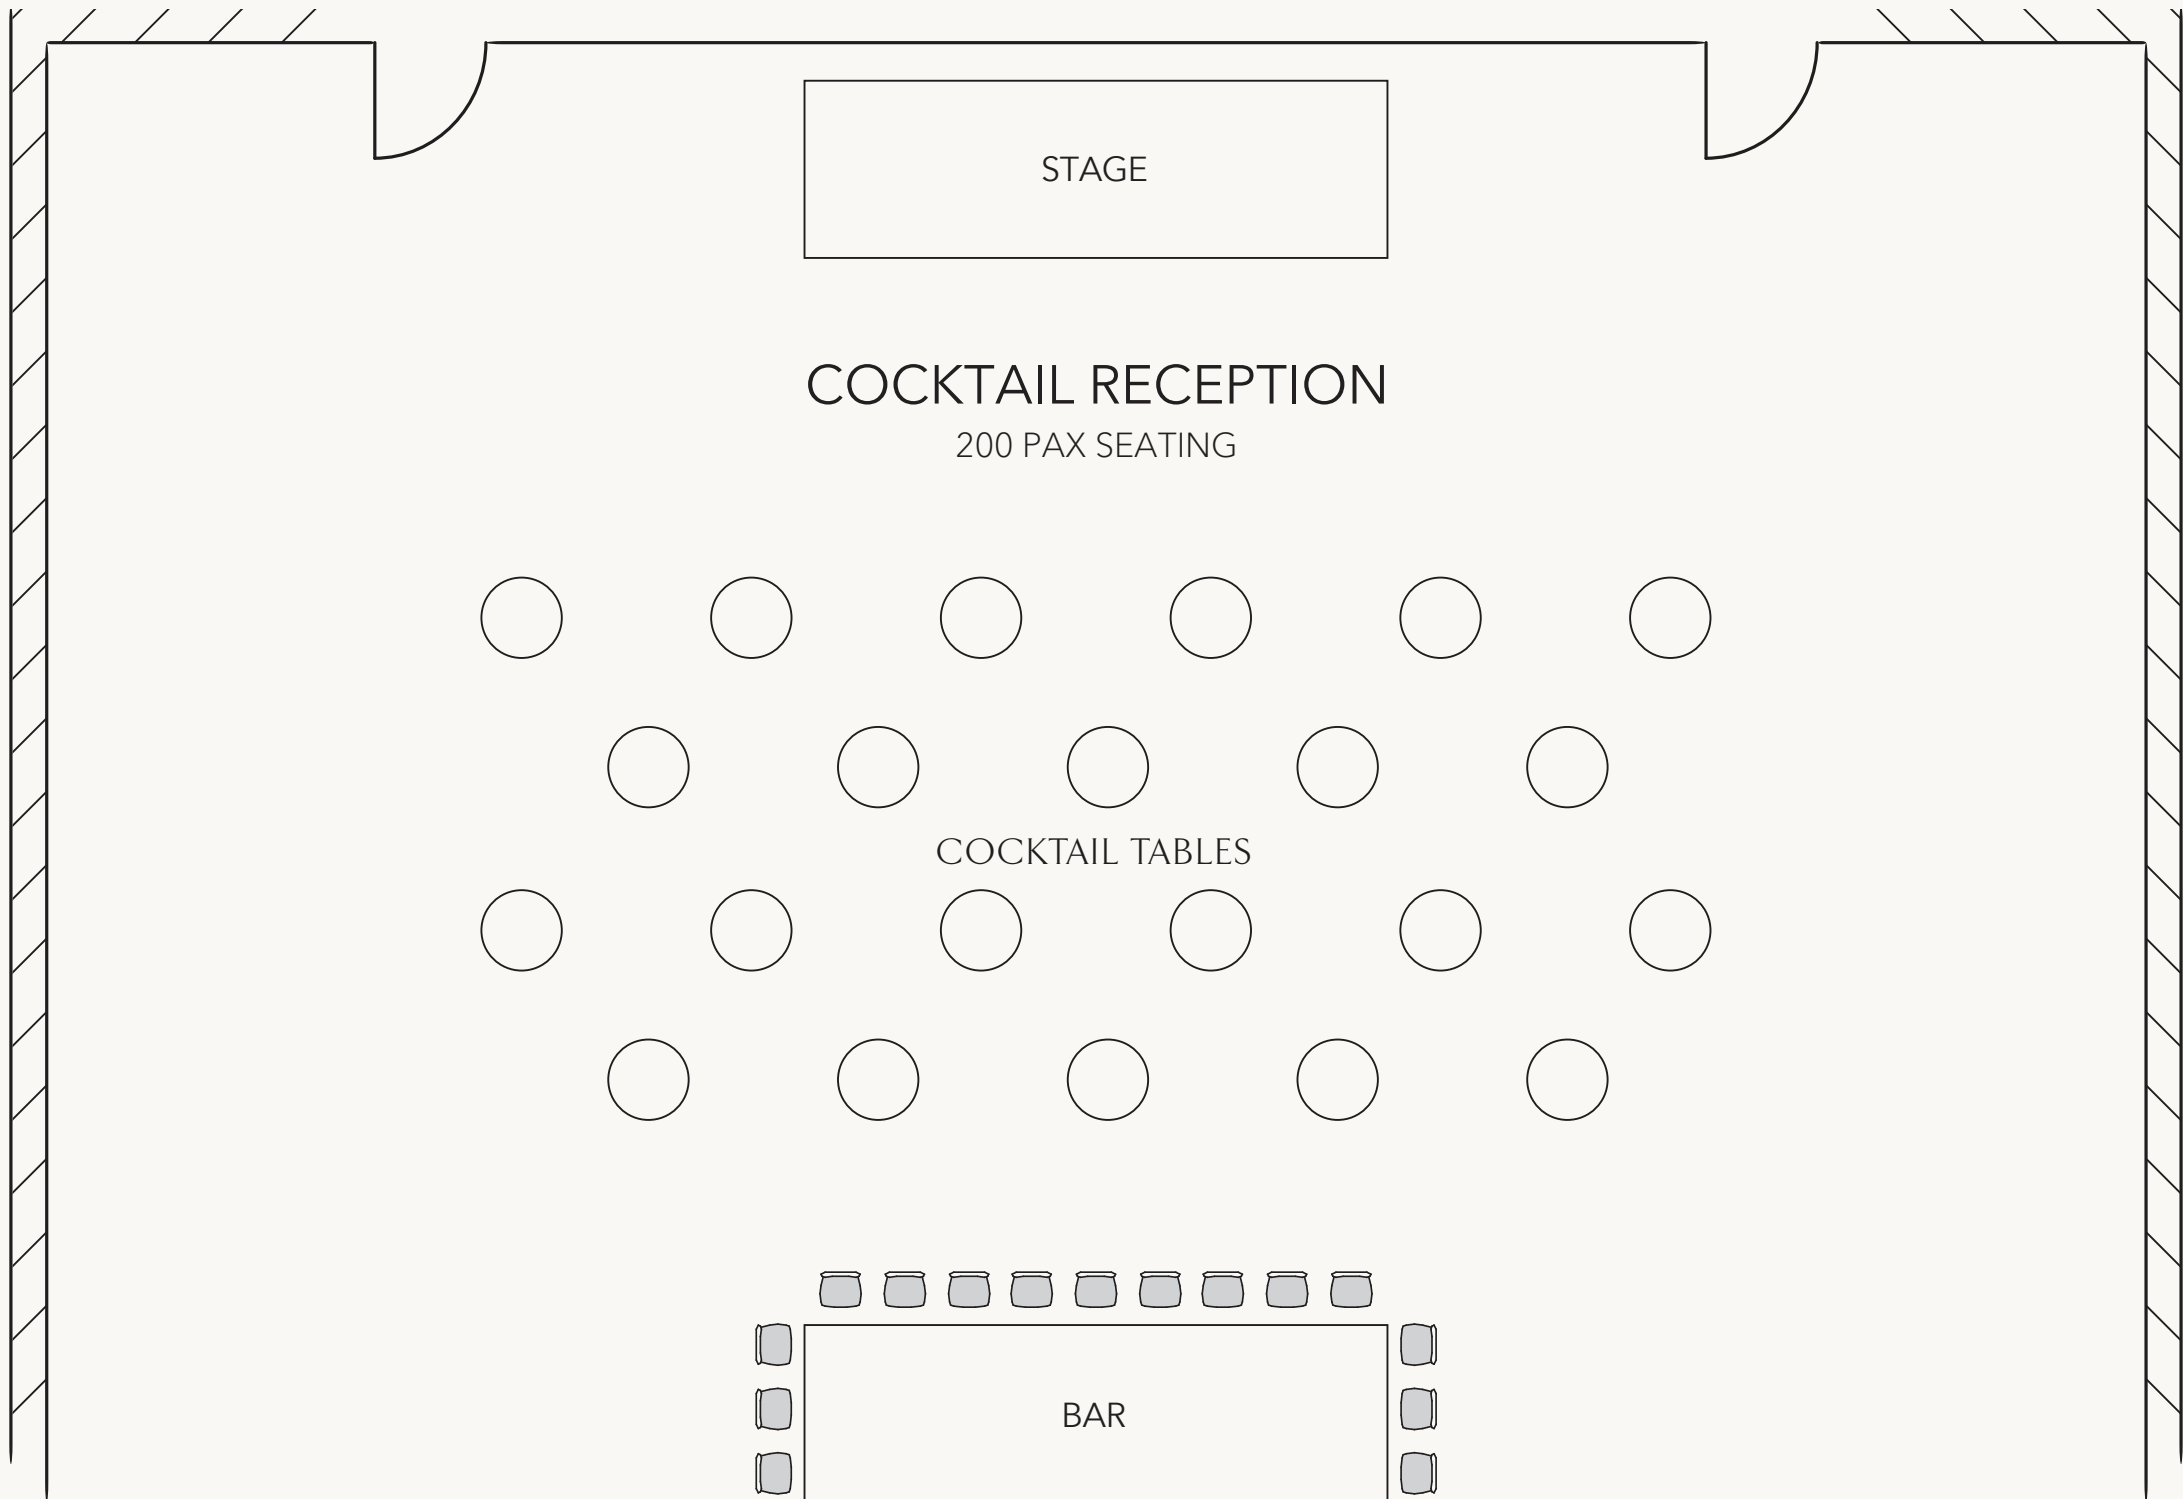 STAGE
COCKTAIL RECEPTION
200 PAX SEATING
COCKTAIL TABLES
BAR